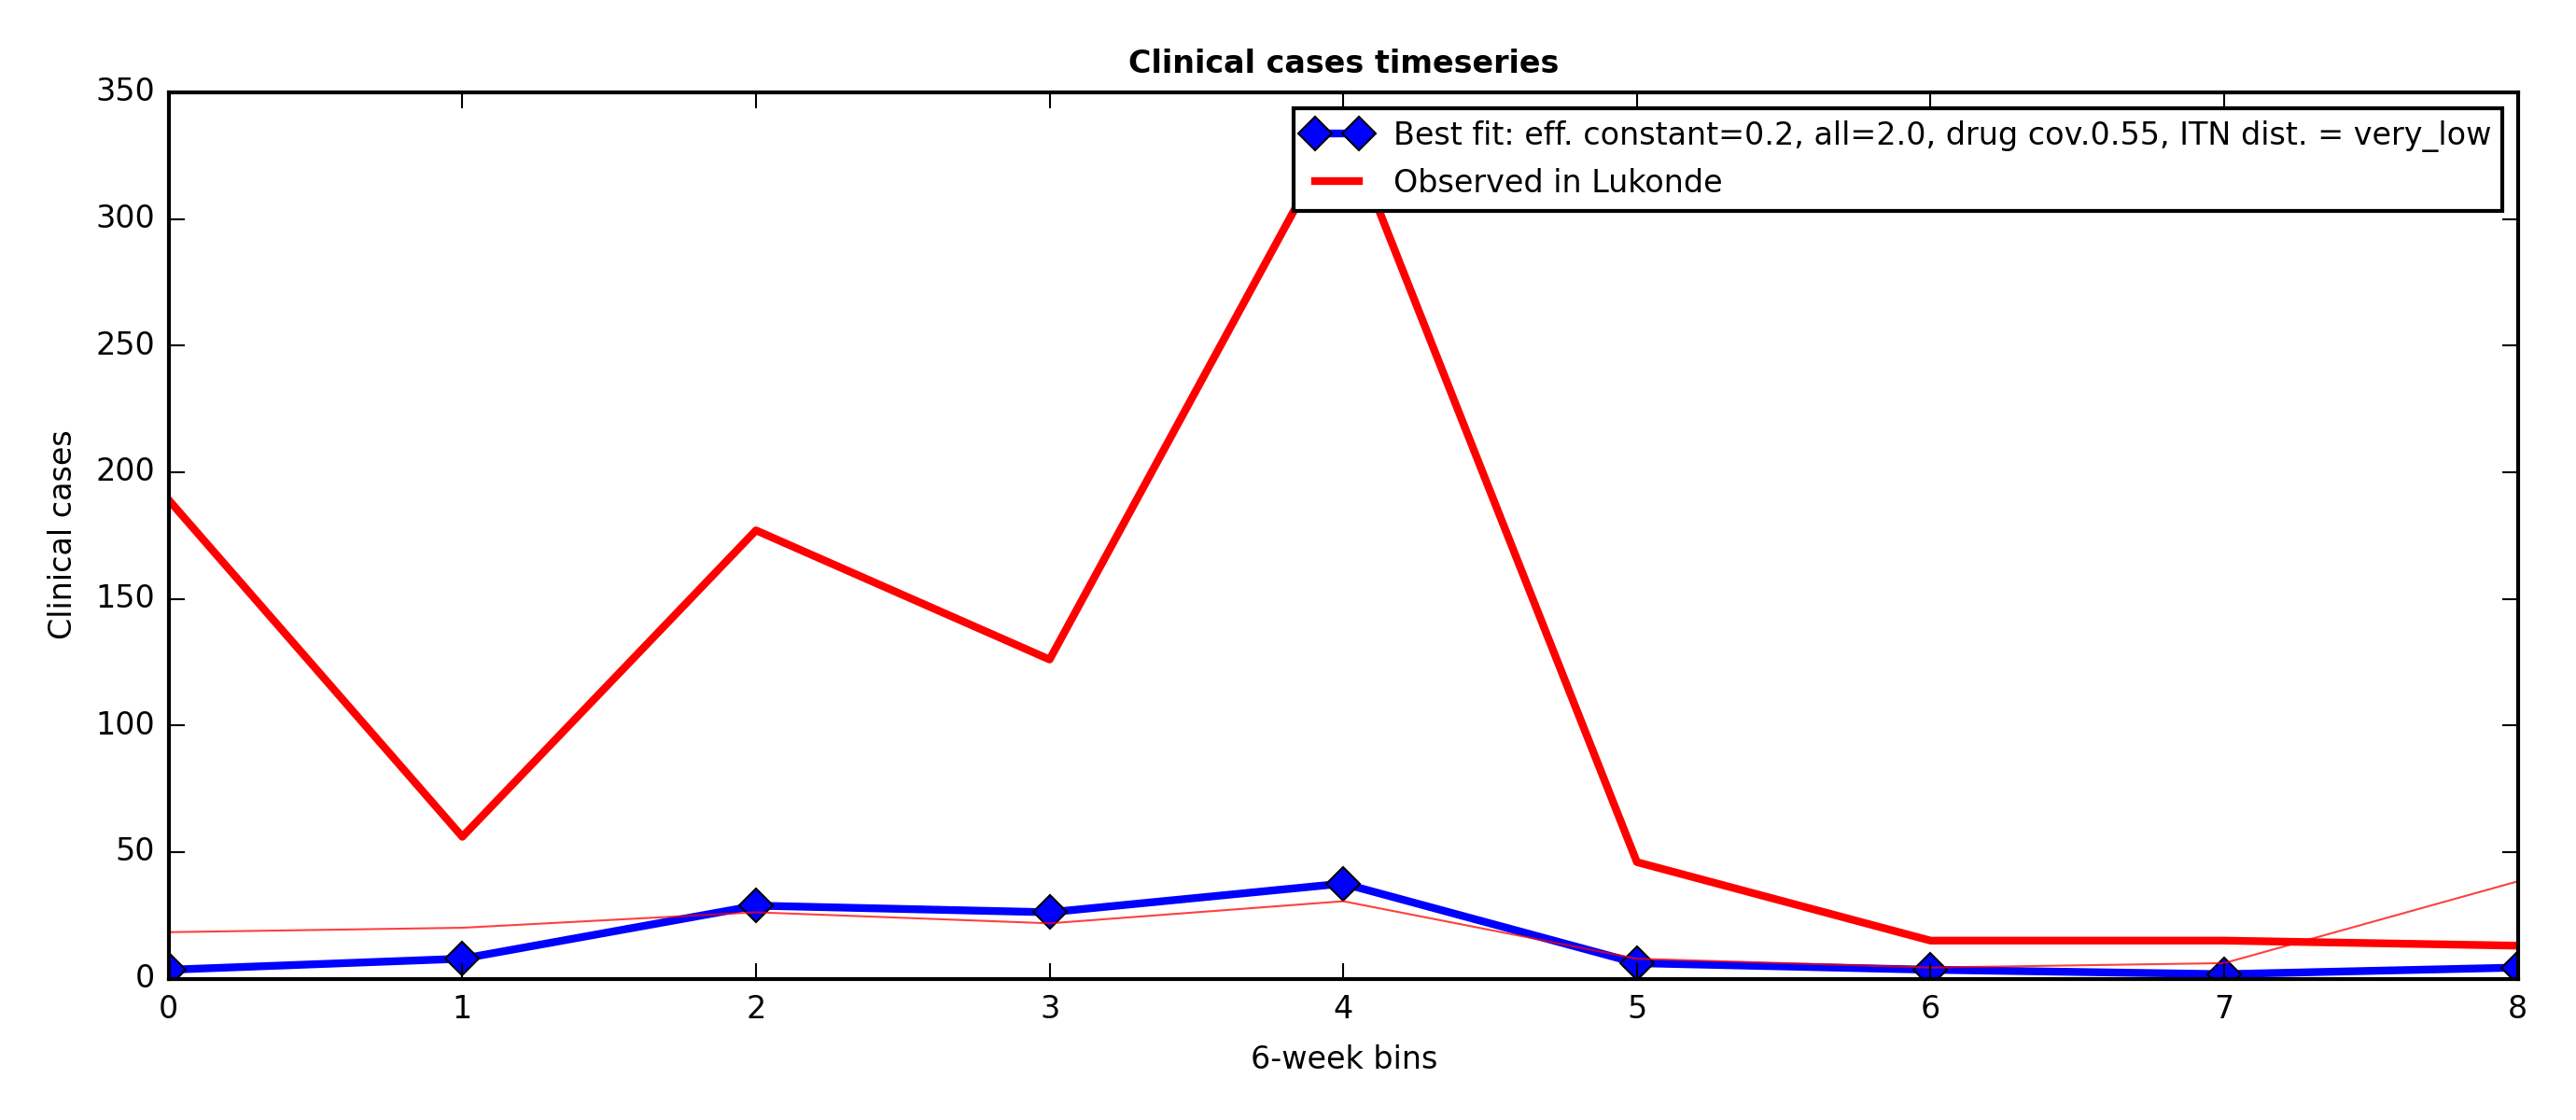 Clinical cases timeseries
350
300
250
200
150
100
50
0
Clinical cases
Best fit: eff. constant=0.2, all=2.0, drug cov.0.55, ITN dist. = very_low
Observed in Lukonde
0 1 2 3 4 5 6 7 8
6-week bins